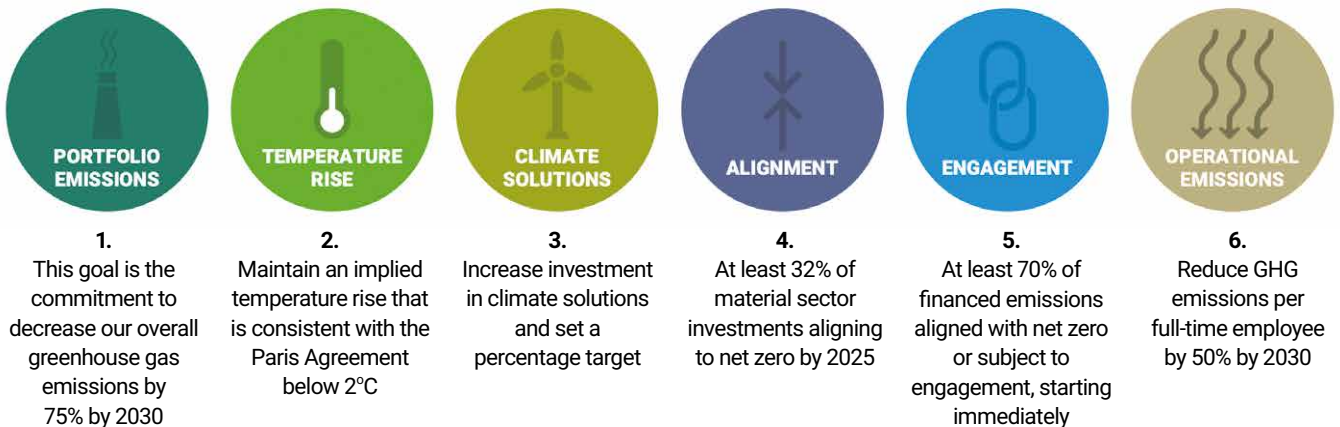 PORTFOLIO
EMISSIONS
1.
This goal is the
commitment to
decrease our overall
greenhouse gas
emissions by
75% by 2030
TEMPERATURE
RISE
2.
Maintain an implied
temperature rise that
is consistent with the
Paris Agreement
below 2°C
CLIMATE
SOLUTIONS
3.
Increase investment
in climate solutions
and set a
percentage target
ALIGNMENT
4.
At least 32% of
material sector
investments aligning
to net zero by 2025
ENGAGEMENT
5.
At least 70% of
financed emissions
aligned with net zero
or subject to
engagement, starting
immediately
OPERATIONAL
EMISSIONS
6.
Reduce GHG
emissions per
full-time employee
by 50% by 2030